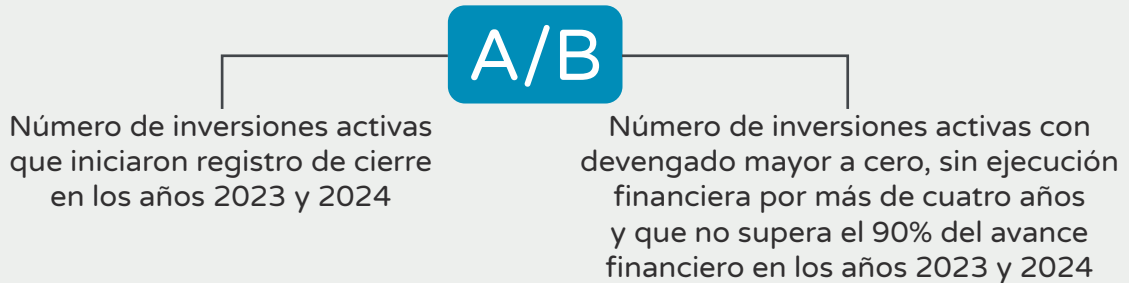 A/B
Número de inversiones activas
que iniciaron registro de cierre
en los años 2023 y 2024
Número de inversiones activas con
devengado mayor a cero, sin ejecución
financiera por más de cuatro años
y que no supera el 90% del avance
financiero en los años 2023 y 2024